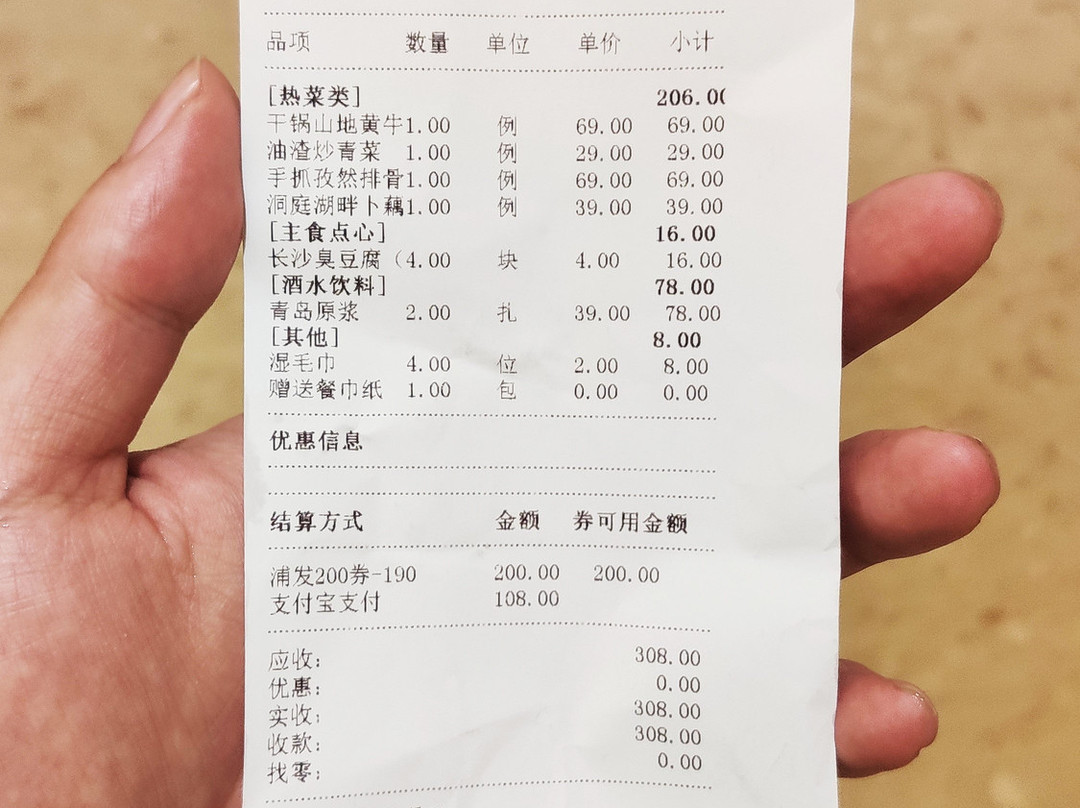 品项 数量 单位 单价 小计
[热菜类] 206.00
干锅山地黄牛1.00 例 69.00 69.00
油渣炒青菜 1.00 例 29.00 29.00
手抓孜然排骨1.00 例 69.00 69.00
洞庭湖畔卜藕1.00 例 39.00 39.00
[主食点心] 16.00
长沙臭豆腐（4.00 块 4.00 16.00
[酒水饮料] 78.00
青岛原浆 2.00 扎 39.00 78.00
[其他] 8.00
湿毛巾 4.00 位 2.00 8.00
赠送餐巾纸 1.00 包 0.00 0.00
优惠信息
结算方式 金额 券可用金额
浦发200券-190 200.00 200.00
支付宝支付 108.00
应收: 308.00
优惠: 0.00
实收: 308.00
收款: 308.00
找零: 0.00